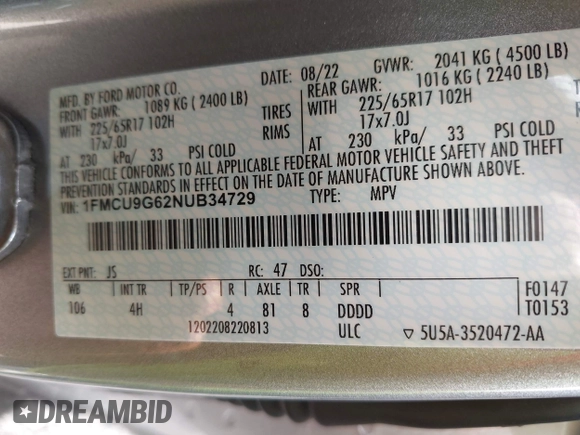 MFD. BY FORD MOTOR CO.
DATE: 08/22
GVWR: 2041 KG ( 4500 LB)
FRONT GAWR: 1089 KG ( 2400 LB)
REAR GAWR: 1016 KG ( 2240 LB)
WITH 225/65R17 102H
TIRES
WITH 225/65R17 102H
17x7.0J
RIMS
17x7.0J
AT 230 kPa/ 33 PSI COLD
AT 230 kPa/ 33 PSI COLD
THIS VEHICLE CONFORMS TO ALL APPLICABLE FEDERAL MOTOR VEHICLE SAFETY AND THEFT
PREVENTION STANDARDS IN EFFECT ON THE DATE OF MANUFACTURE SHOWN ABOVE.
VIN: 1FMCU9G62NUB34729
TYPE: MPV
EXT PNT: JS
RC: 47 DSO:
WB INT TR TP/PS R AXLE TR SPR
106 4H 4 81 8 DDDD
F0147
T0153
1202208220813
ULC
▽ 5U5A-3520472-AA
DREAMBID